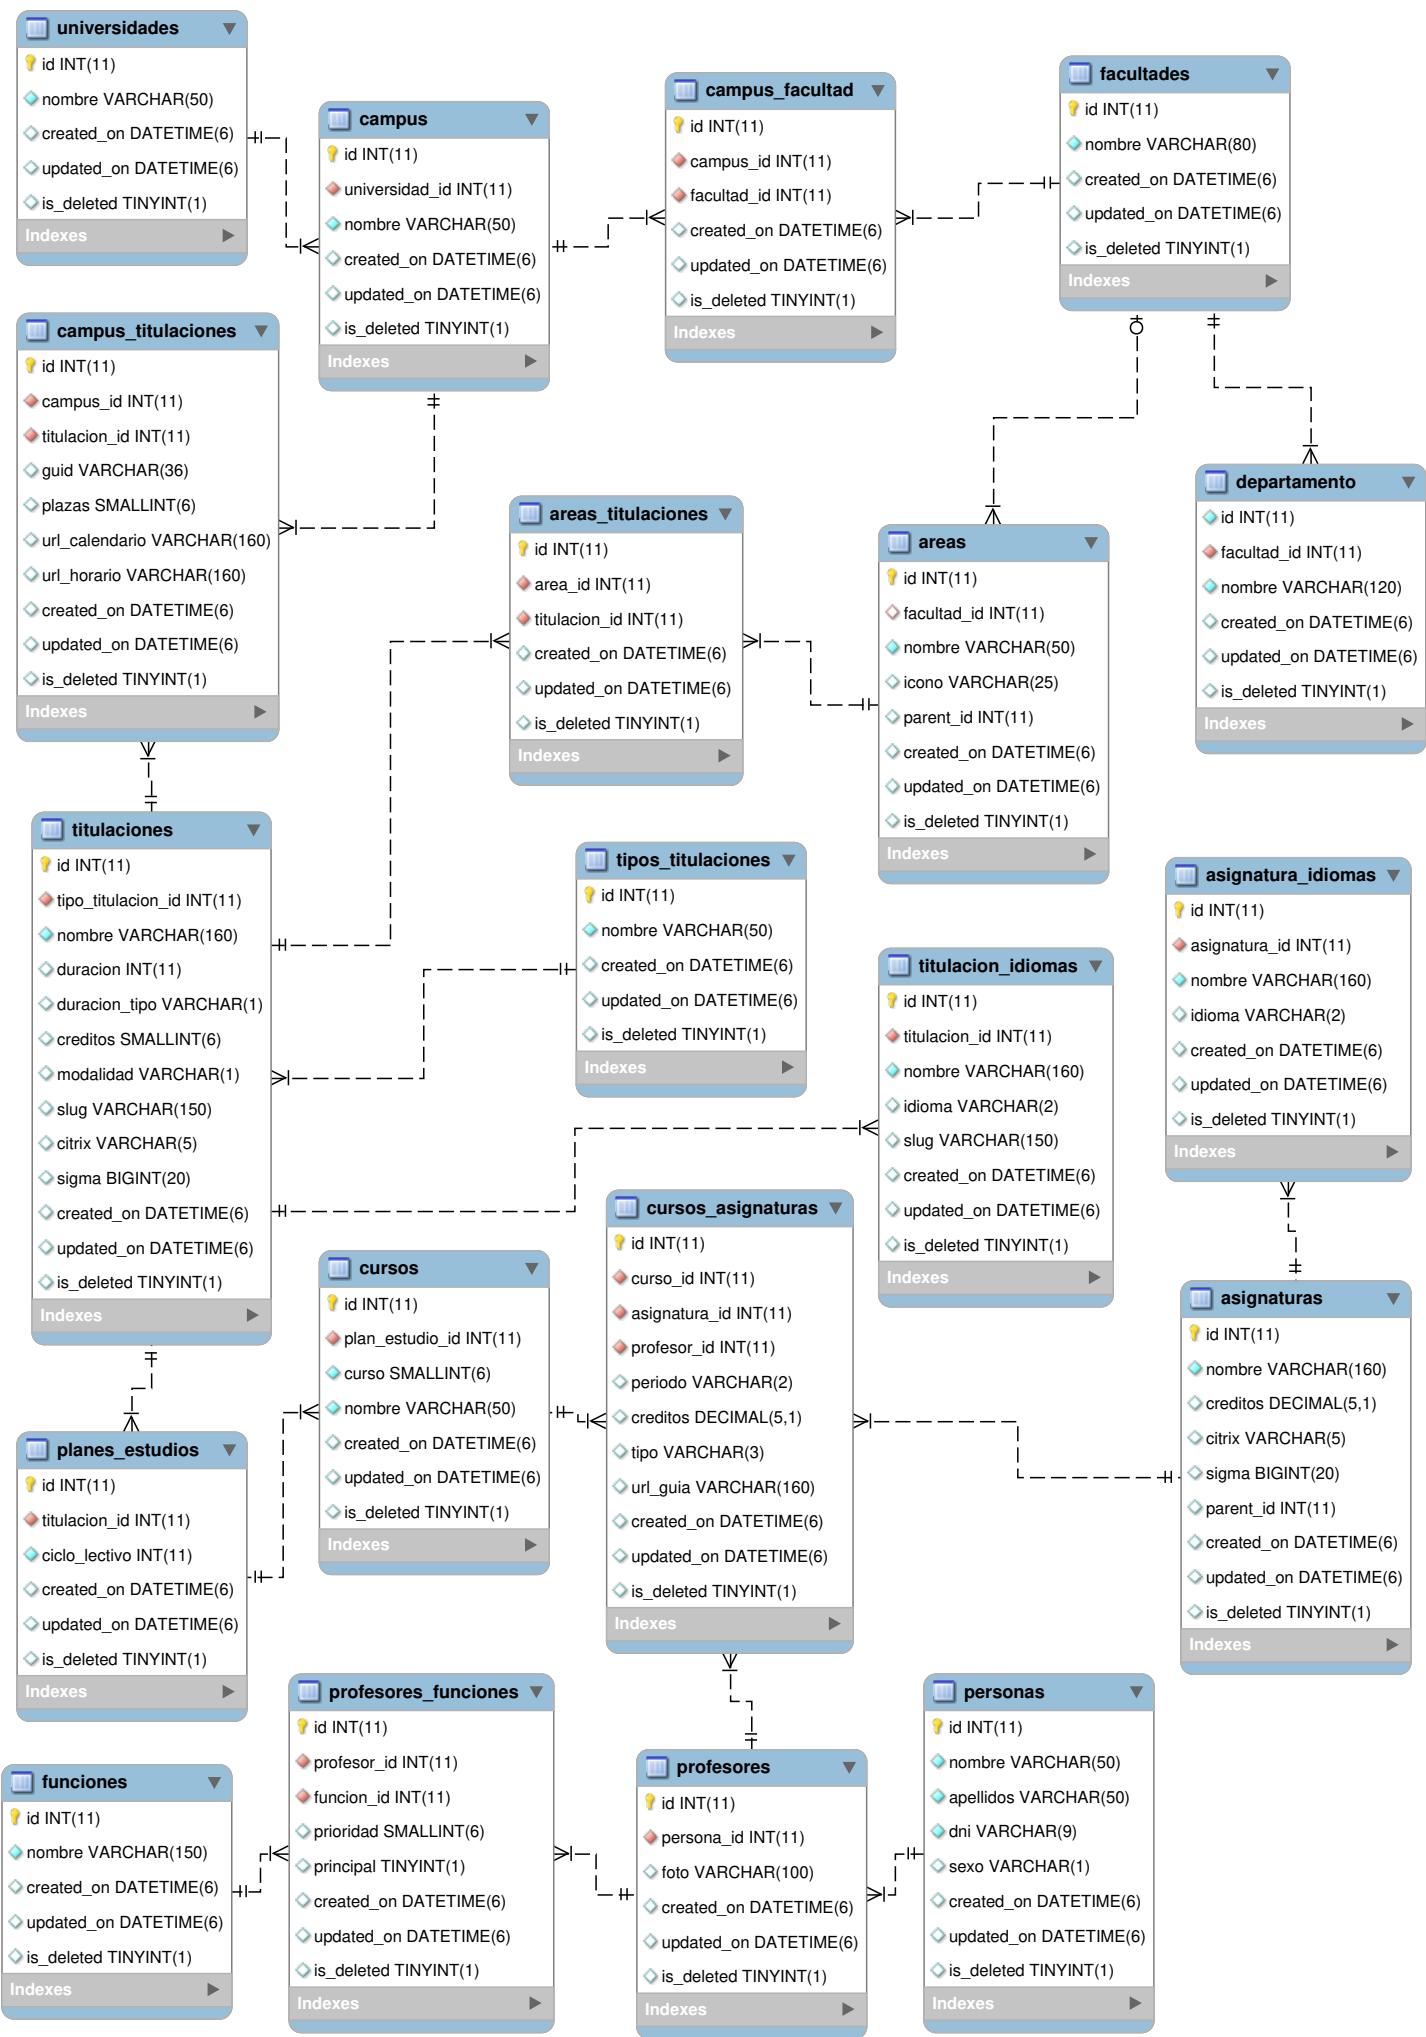 universidades
id INT(11)
nombre VARCHAR(50)
created_on DATETIME(6)
updated_on DATETIME(6)
is_deleted TINYINT(1)
Indexes
campus
id INT(11)
universidad_id INT(11)
nombre VARCHAR(50)
created_on DATETIME(6)
updated_on DATETIME(6)
is_deleted TINYINT(1)
Indexes
campus_facultad
id INT(11)
campus_id INT(11)
facultad_id INT(11)
created_on DATETIME(6)
updated_on DATETIME(6)
is_deleted TINYINT(1)
Indexes
facultades
id INT(11)
nombre VARCHAR(80)
created_on DATETIME(6)
updated_on DATETIME(6)
is_deleted TINYINT(1)
Indexes
campus_titulaciones
id INT(11)
campus_id INT(11)
titulacion_id INT(11)
guid VARCHAR(36)
plazas SMALLINT(6)
url_calendario VARCHAR(160)
url_horario VARCHAR(160)
created_on DATETIME(6)
updated_on DATETIME(6)
is_deleted TINYINT(1)
Indexes
areas_titulaciones
id INT(11)
area_id INT(11)
titulacion_id INT(11)
created_on DATETIME(6)
updated_on DATETIME(6)
is_deleted TINYINT(1)
Indexes
areas
id INT(11)
facultad_id INT(11)
nombre VARCHAR(50)
icono VARCHAR(25)
parent_id INT(11)
created_on DATETIME(6)
updated_on DATETIME(6)
is_deleted TINYINT(1)
Indexes
departamento
id INT(11)
facultad_id INT(11)
nombre VARCHAR(120)
created_on DATETIME(6)
updated_on DATETIME(6)
is_deleted TINYINT(1)
Indexes
titulaciones
id INT(11)
tipo_titulacion_id INT(11)
nombre VARCHAR(160)
duracion INT(11)
duracion_tipo VARCHAR(1)
creditos SMALLINT(6)
modalidad VARCHAR(1)
slug VARCHAR(150)
citrix VARCHAR(5)
sigma BIGINT(20)
created_on DATETIME(6)
updated_on DATETIME(6)
is_deleted TINYINT(1)
Indexes
tipos_titulaciones
id INT(11)
nombre VARCHAR(50)
created_on DATETIME(6)
updated_on DATETIME(6)
is_deleted TINYINT(1)
Indexes
titulacion_idiomas
id INT(11)
titulacion_id INT(11)
nombre VARCHAR(160)
idioma VARCHAR(2)
slug VARCHAR(150)
created_on DATETIME(6)
updated_on DATETIME(6)
is_deleted TINYINT(1)
Indexes
asignatura_idiomas
id INT(11)
asignatura_id INT(11)
nombre VARCHAR(160)
idioma VARCHAR(2)
created_on DATETIME(6)
updated_on DATETIME(6)
is_deleted TINYINT(1)
Indexes
cursos
id INT(11)
plan_estudio_id INT(11)
curso SMALLINT(6)
nombre VARCHAR(50)
created_on DATETIME(6)
updated_on DATETIME(6)
is_deleted TINYINT(1)
Indexes
cursos_asignaturas
id INT(11)
curso_id INT(11)
asignatura_id INT(11)
profesor_id INT(11)
periodo VARCHAR(2)
creditos DECIMAL(5,1)
tipo VARCHAR(3)
url_guia VARCHAR(160)
created_on DATETIME(6)
updated_on DATETIME(6)
is_deleted TINYINT(1)
Indexes
asignaturas
id INT(11)
nombre VARCHAR(160)
creditos DECIMAL(5,1)
citrix VARCHAR(5)
sigma BIGINT(20)
parent_id INT(11)
created_on DATETIME(6)
updated_on DATETIME(6)
is_deleted TINYINT(1)
Indexes
planes_estudios
id INT(11)
titulacion_id INT(11)
ciclo_lectivo INT(11)
created_on DATETIME(6)
updated_on DATETIME(6)
is_deleted TINYINT(1)
Indexes
funciones
id INT(11)
nombre VARCHAR(150)
created_on DATETIME(6)
updated_on DATETIME(6)
is_deleted TINYINT(1)
Indexes
profesores_funciones
id INT(11)
profesor_id INT(11)
funcion_id INT(11)
prioridad SMALLINT(6)
principal TINYINT(1)
created_on DATETIME(6)
updated_on DATETIME(6)
is_deleted TINYINT(1)
Indexes
profesores
id INT(11)
persona_id INT(11)
foto VARCHAR(100)
created_on DATETIME(6)
updated_on DATETIME(6)
is_deleted TINYINT(1)
Indexes
personas
id INT(11)
nombre VARCHAR(50)
apellidos VARCHAR(50)
dni VARCHAR(9)
sexo VARCHAR(1)
created_on DATETIME(6)
updated_on DATETIME(6)
is_deleted TINYINT(1)
Indexes